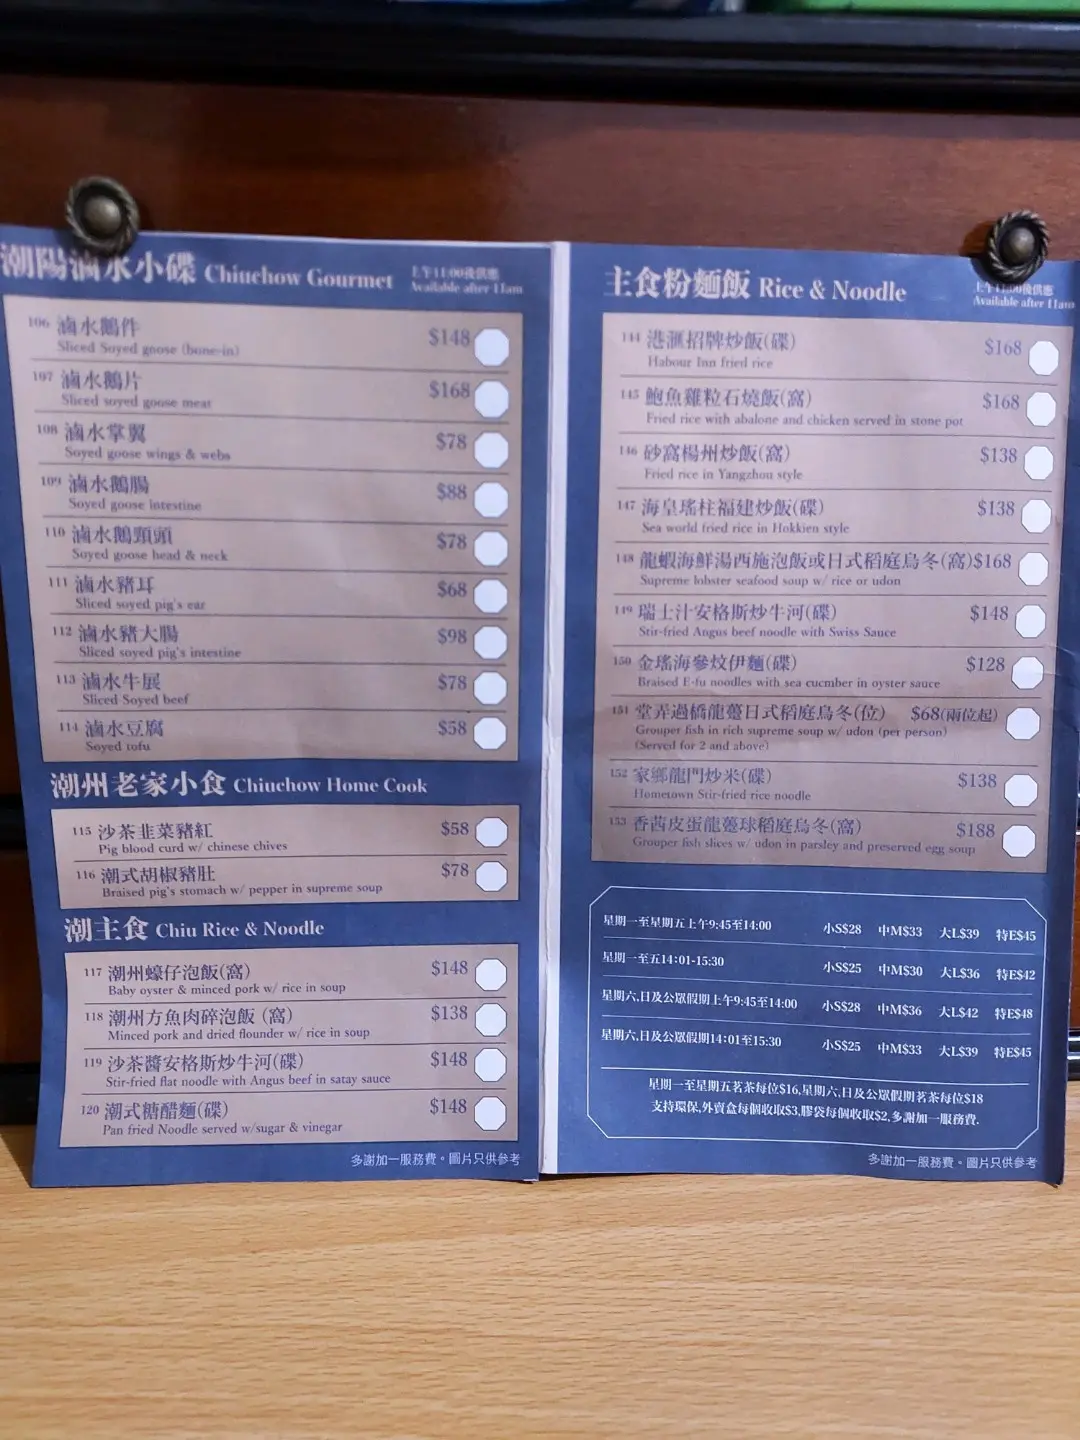 潮陽滷水小碟 Chiuchow Gourmet
上午11:00後供應
Available after 11am
106 滷水鵝件 $148
Sliced Soyed goose (bone-in)
107 滷水鵝片 $168
Sliced soyed goose meat
108 滷水掌翼 $78
Soyed goose wings & webs
109 滷水鵝腸 $88
Soyed goose intestine
110 滷水鵝頸頭 $78
Soyed goose head & neck
111 滷水豬耳 $68
Sliced soyed pig's ear
112 滷水豬大腸 $98
Sliced soyed pig's intestine
113 滷水牛展 $78
Sliced Soyed beef
114 滷水豆腐 $58
Soyed tofu
潮州老家小食 Chiuchow Home Cook
115 沙茶韭菜豬紅 $58
Pig blood curd w/ chinese chives
116 潮式胡椒豬肚 $78
Braised pig's stomach w/ pepper in supreme soup
潮主食 Chiu Rice & Noodle
117 潮州蠔仔泡飯(窩) $148
Baby oyster & minced pork w/ rice in soup
118 潮州方魚肉碎泡飯 (窩) $138
Minced pork and dried flounder w/ rice in soup
119 沙茶醬安格斯炒牛河(碟) $148
Stir-fried flat noodle with Angus beef in satay sauce
120 潮式糖醋麵(碟) $148
Pan fried Noodle served w/sugar & vinegar
多謝加一服務費。圖片只供參考
主食粉麵飯 Rice & Noodle
上午11:00後供應
Available after 11am
144 港滙招牌炒飯(碟) $168
Habour Inn fried rice
145 鮑魚雞粒石燒飯(窩) $168
Fried rice with abalone and chicken served in stone pot
146 砂窩楊州炒飯(窩) $138
Fried rice in Yangzhou style
147 海皇瑤柱福建炒飯(碟) $138
Sea world fried rice in Hokkien style
148 龍蝦海鮮湯西施泡飯或日式稻庭烏冬(窩)$168
Supreme lobster seafood soup w/ rice or udon
149 瑞士汁安格斯炒牛河(碟) $148
Stir-fried Angus beef noodle with Swiss Sauce
150 金瑤海參炆伊麵(碟) $128
Braised E-fu noodles with sea cucmber in oyster sauce
151 堂弄過橋龍躉日式稻庭烏冬(位) $68(兩位起)
Grouper fish in rich supreme soup w/ udon (per person)
(Served for 2 and above)
152 家鄉龍門炒米(碟) $138
Hometown Stir-fried rice noodle
153 香茜皮蛋龍躉球稻庭烏冬(窩) $188
Grouper fish slices w/ udon in parsley and preserved egg soup
星期一至星期五上午9:45至14:00 小S$28 中M$33 大L$39 特E$45
星期一至五14:01-15:30 小S$25 中M$30 大L$36 特E$42
星期六,日及公眾假期上午9:45至14:00 小S$28 中M$36 大L$42 特E$48
星期六,日及公眾假期14:01至15:30 小S$25 中M$33 大L$39 特E$45
星期一至星期五茗茶每位$16,星期六,日及公眾假期茗茶每位$18
支持環保,外賣盒每個收取$3,膠袋每個收取$2,多謝加一服務費.
多謝加一服務費。圖片只供參考